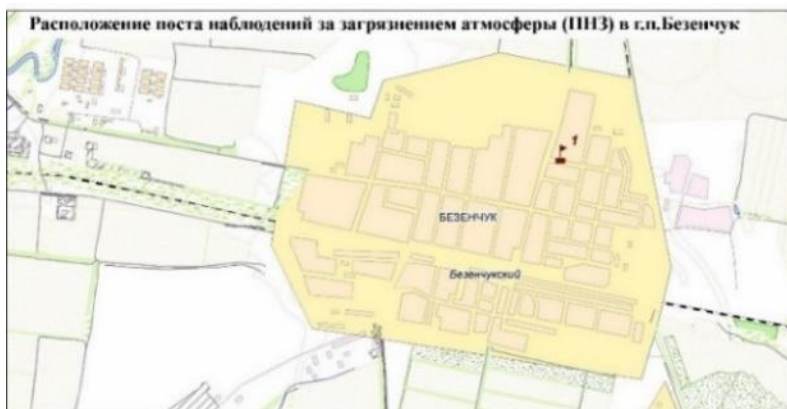 Расположение поста наблюдений за загрязнением атмосферы (ПНЗ) в г.п.Безенчук
1
БЕЗЕНЧУК
Безенчукский